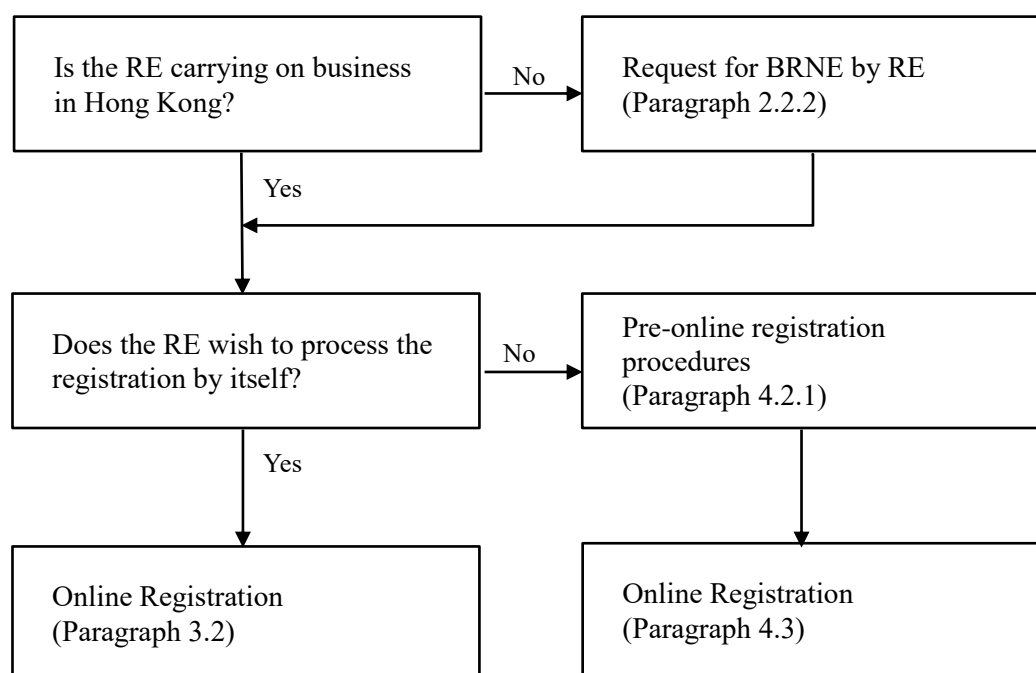 Is the RE carrying on business
in Hong Kong?
No
Request for BRNE by RE
(Paragraph 2.2.2)
Yes
Does the RE wish to process the
registration by itself?
No
Pre-online registration
procedures
(Paragraph 4.2.1)
Yes
Online Registration
(Paragraph 3.2)
Online Registration
(Paragraph 4.3)